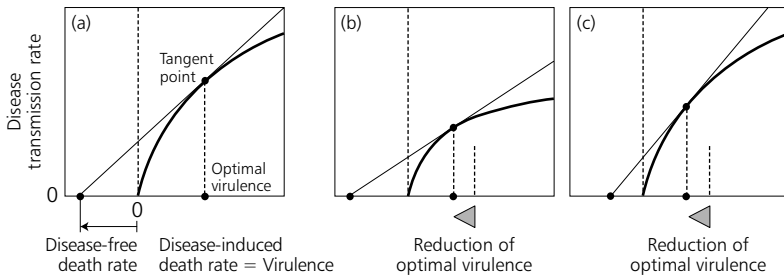 (a)
Tangent
point
Optimal
virulence
Disease
transmission rate
0
0
Disease-free
death rate
Disease-induced
death rate = Virulence
(b)
Reduction of
optimal virulence
(c)
Reduction of
optimal virulence